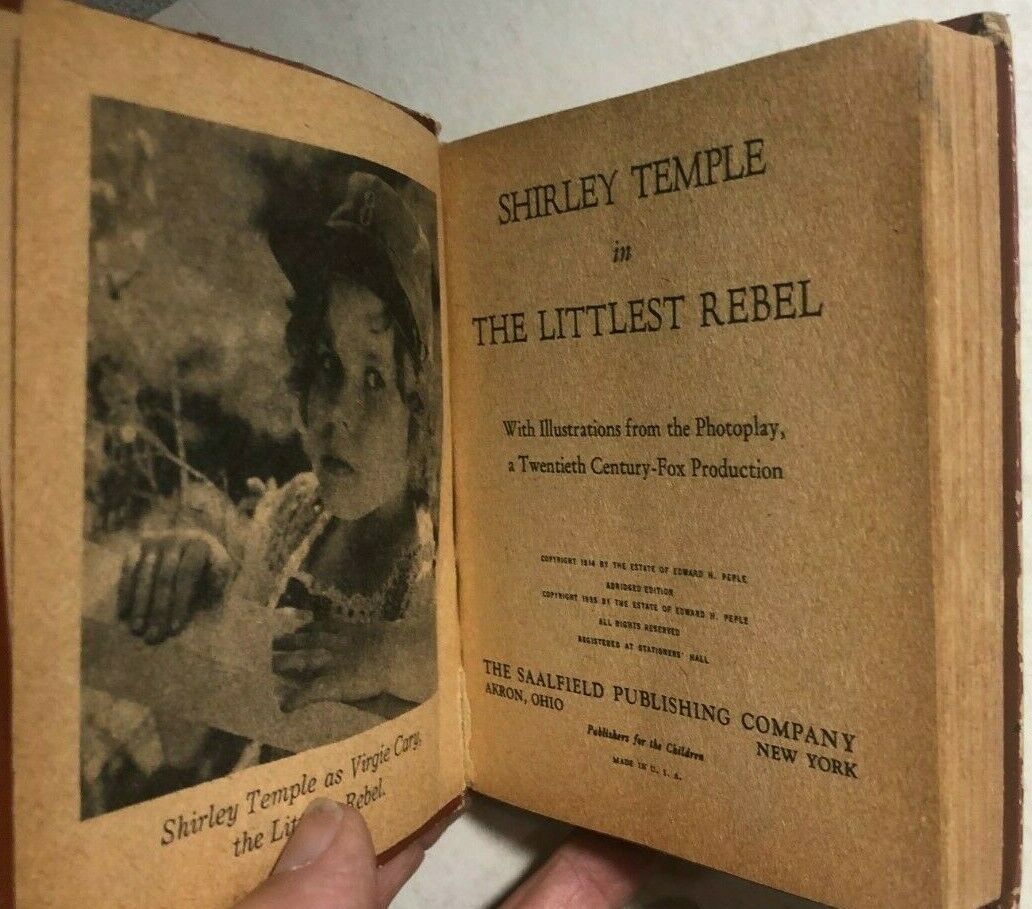 Shirley Temple as Virgie Cary,
the Rebel.
SHIRLEY TEMPLE
in
THE LITTLEST REBEL
With Illustrations from the Photoplay,
a Twentieth Century-Fox Production
COPYRIGHT 1914 BY THE ESTATE OF EDWARD H. PEPLE
ABRIDGED EDITION
COPYRIGHT 1935 BY THE ESTATE OF EDWARD H. PEPLE
ALL RIGHTS RESERVED
REGISTERED AT STATIONERS' HALL
THE SAALFIELD PUBLISHING COMPANY
AKRON, OHIO NEW YORK
Publishers for the Children
MADE IN U. S. A.